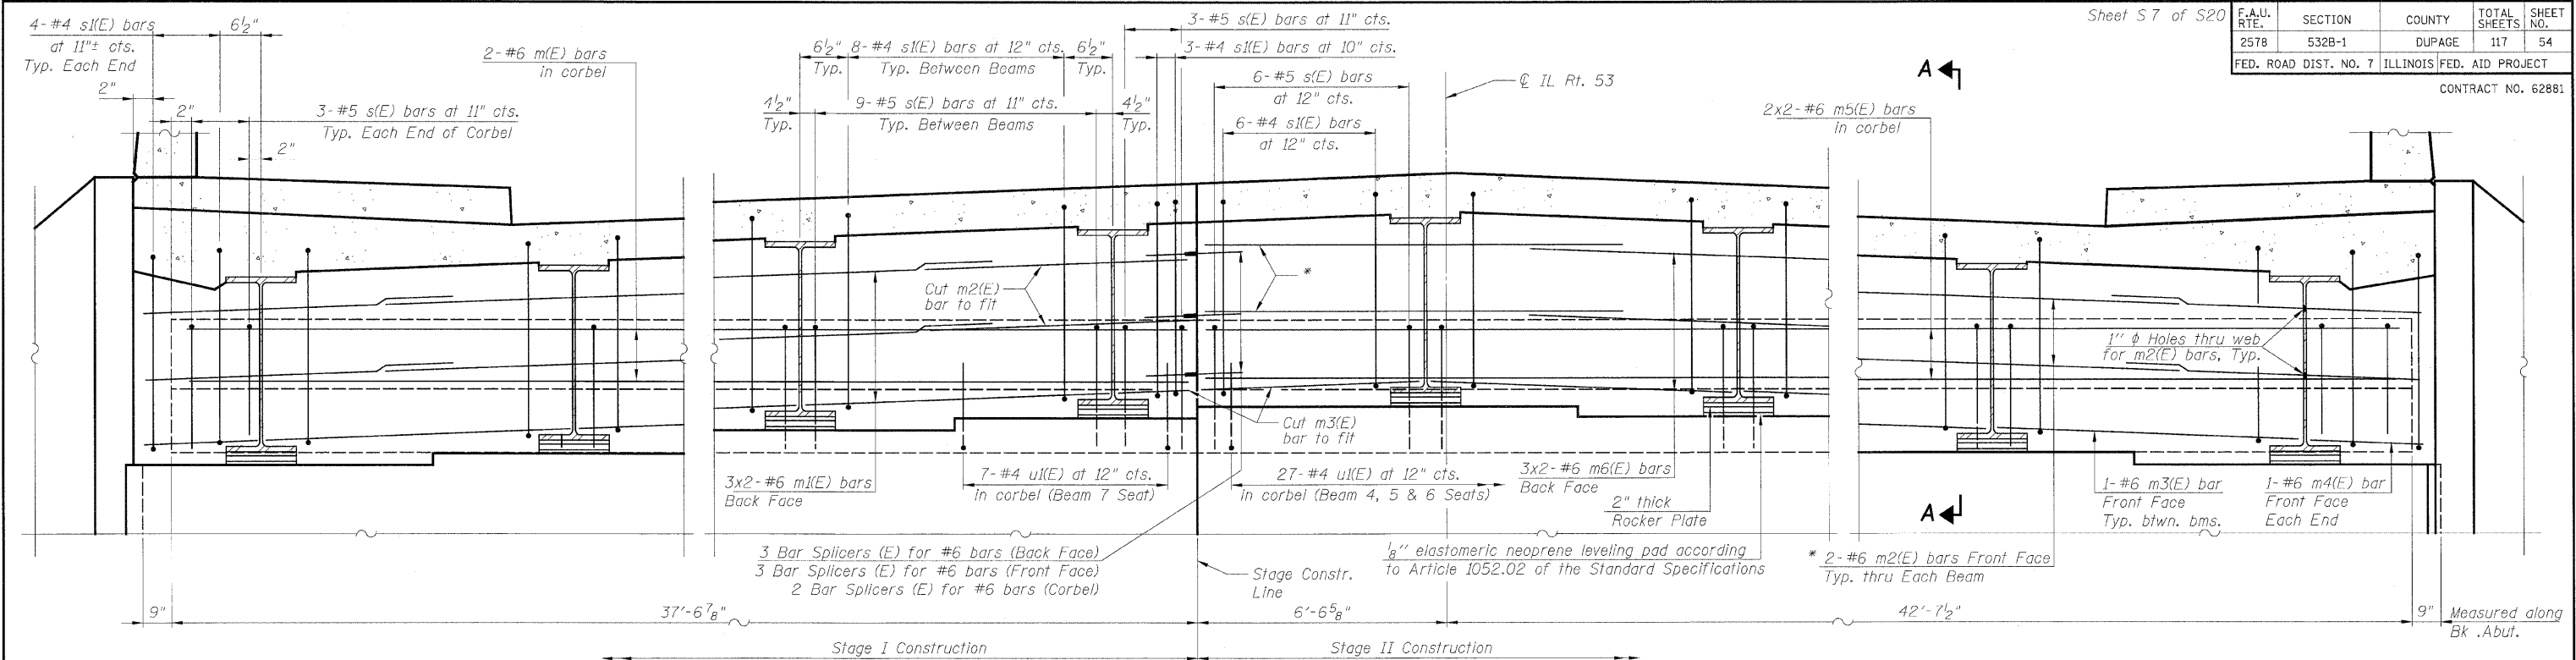 Sheet S 7 of S20
F.A.U. RTE.
SECTION
COUNTY
TOTAL SHEETS
SHEET NO.
2578
532B-1
DUPAGE
117
54
FED. ROAD DIST. NO. 7
ILLINOIS
FED. AID PROJECT
CONTRACT NO. 62881
4-#4 s1(E) bars
at 11"± cts.
Typ. Each End
6½"
2"
2"
3-#5 s(E) bars at 11" cts.
Typ. Each End of Corbel
2"
2-#6 m(E) bars
in corbel
6½"
Typ.
8-#4 s1(E) bars at 12" cts.
Typ. Between Beams
6½"
Typ.
4½"
Typ.
9-#5 s(E) bars at 11" cts.
Typ. Between Beams
4½"
Typ.
3-#5 s(E) bars at 11" cts.
3-#4 s1(E) bars at 10" cts.
6-#5 s(E) bars
at 12" cts.
6-#4 s1(E) bars
at 12" cts.
℄ IL Rt. 53
A
2x2-#6 m5(E) bars
in corbel
Cut m2(E)
bar to fit
*
1" ϕ Holes thru web
for m2(E) bars, Typ.
Cut m3(E)
bar to fit
3x2-#6 m1(E) bars
Back Face
7-#4 u1(E) at 12" cts.
in corbel (Beam 7 Seat)
27-#4 u1(E) at 12" cts.
in corbel (Beam 4, 5 & 6 Seats)
3x2-#6 m6(E) bars
Back Face
2" thick
Rocker Plate
A
1-#6 m3(E) bar
Front Face
Typ. btwn. bms.
1-#6 m4(E) bar
Front Face
Each End
3 Bar Splicers (E) for #6 bars (Back Face)
3 Bar Splicers (E) for #6 bars (Front Face)
2 Bar Splicers (E) for #6 bars (Corbel)
Stage Constr.
Line
⅛" elastomeric neoprene leveling pad according
to Article 1052.02 of the Standard Specifications
* 2-#6 m2(E) bars Front Face
Typ. thru Each Beam
9"
37'-6⅞"
6'-6⅝"
42'-7½"
9"
Measured along
Bk .Abut.
Stage I Construction
Stage II Construction